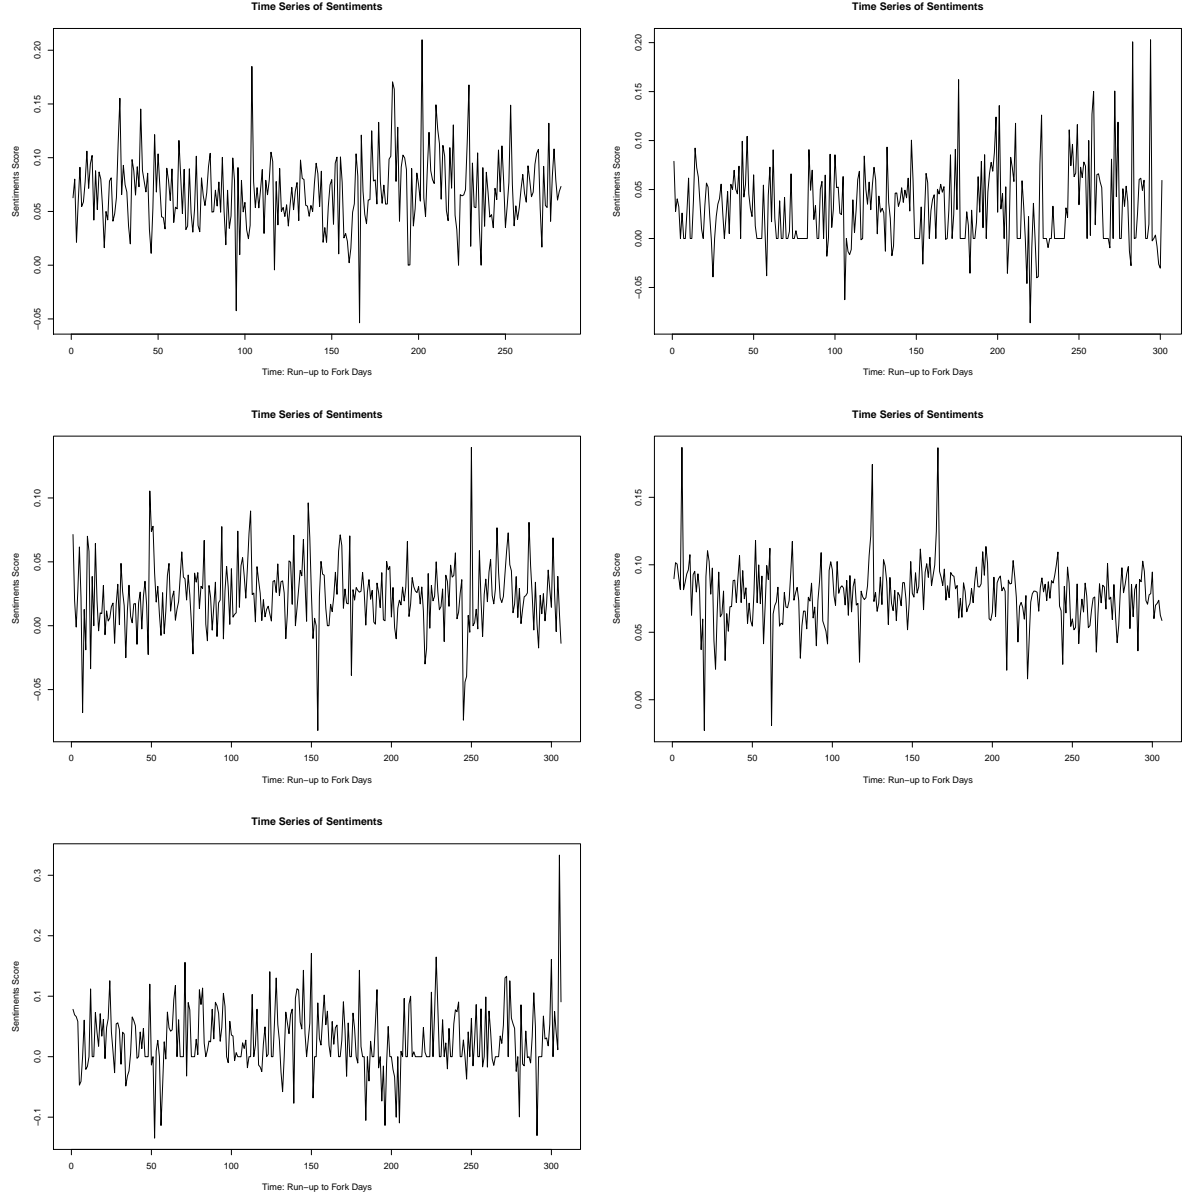 Time Series of Sentiments
Sentiments Score
0.20
0.15
0.10
0.05
0.00
−0.05
0 50 100 150 200 250
Time: Run−up to Fork Days
Time Series of Sentiments
Sentiments Score
0.20
0.15
0.10
0.05
0.00
−0.05
0 50 100 150 200 250 300
Time: Run−up to Fork Days
Time Series of Sentiments
Sentiments Score
0.10
0.05
0.00
−0.05
0 50 100 150 200 250 300
Time: Run−up to Fork Days
Time Series of Sentiments
Sentiments Score
0.15
0.10
0.05
0.00
0 50 100 150 200 250 300
Time: Run−up to Fork Days
Time Series of Sentiments
Sentiments Score
0.3
0.2
0.1
0.0
−0.1
0 50 100 150 200 250 300
Time: Run−up to Fork Days